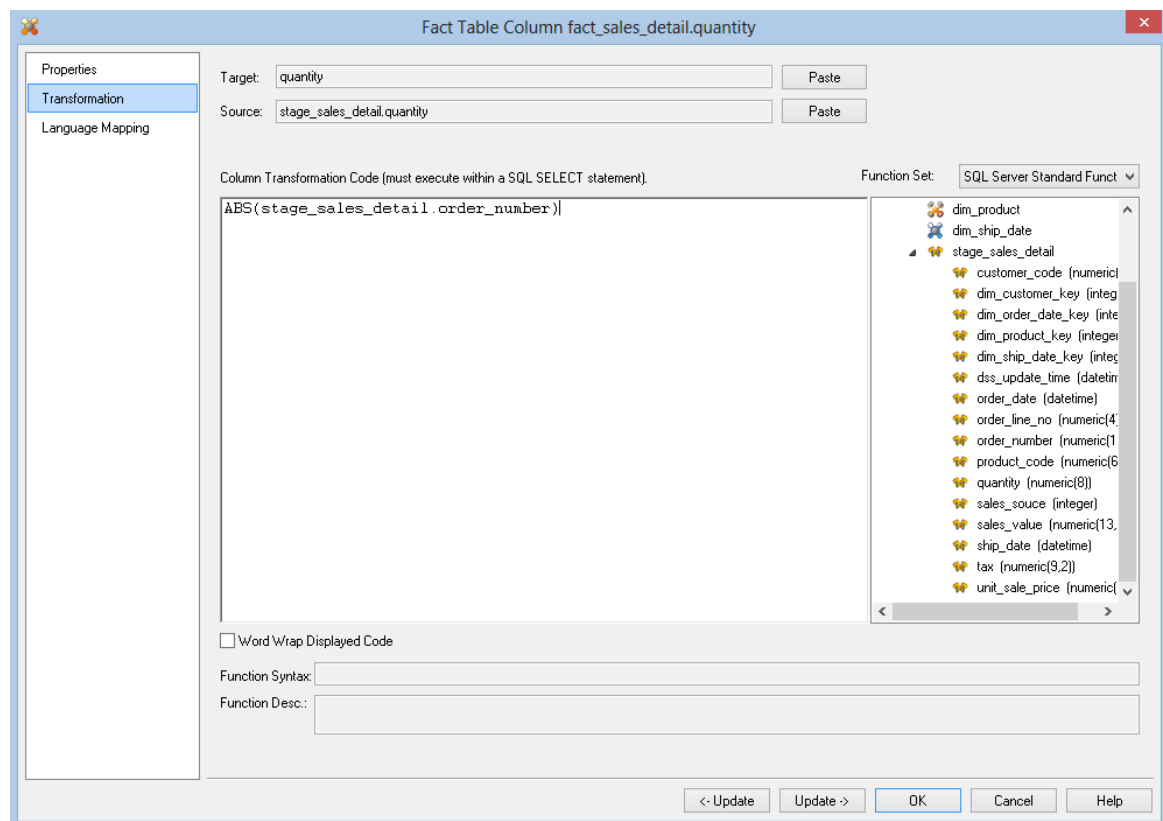 Fact Table Column fact_sales_detail.quantity
Properties
Transformation
Language Mapping
Target: quantity Paste
Source: stage_sales_detail.quantity Paste
Column Transformation Code (must execute within a SQL SELECT statement). Function Set: SQL Server Standard Funct
ABS(stage_sales_detail.order_number)
dim_product
dim_ship_date
stage_sales_detail
customer_code (numeric(
dim_customer_key (integ
dim_order_date_key (inte
dim_product_key (integer
dim_ship_date_key (integ
dss_update_time (datetim
order_date (datetime)
order_line_no (numeric(4)
order_number (numeric(1
product_code (numeric(6
quantity (numeric(8))
sales_souce (integer)
sales_value (numeric(13,
ship_date (datetime)
tax (numeric(9,2))
unit_sale_price (numeric(
Word Wrap Displayed Code
Function Syntax:
Function Desc.:
<- Update Update -> OK Cancel Help